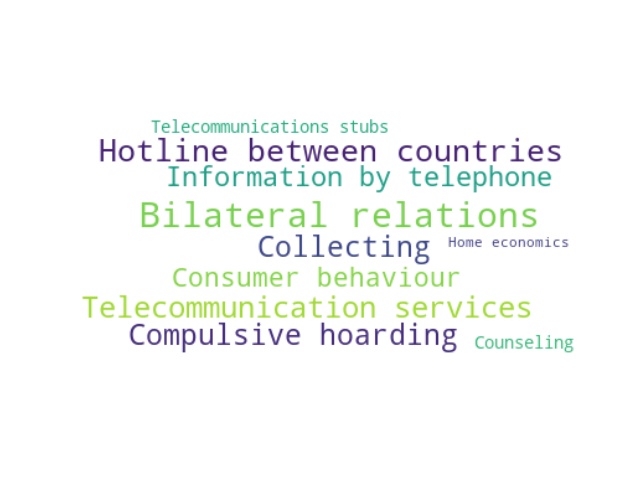 Telecommunications stubs
Hotline between countries
Information by telephone
Bilateral relations
Collecting
Home economics
Consumer behaviour
Telecommunication services
Compulsive hoarding
Counseling